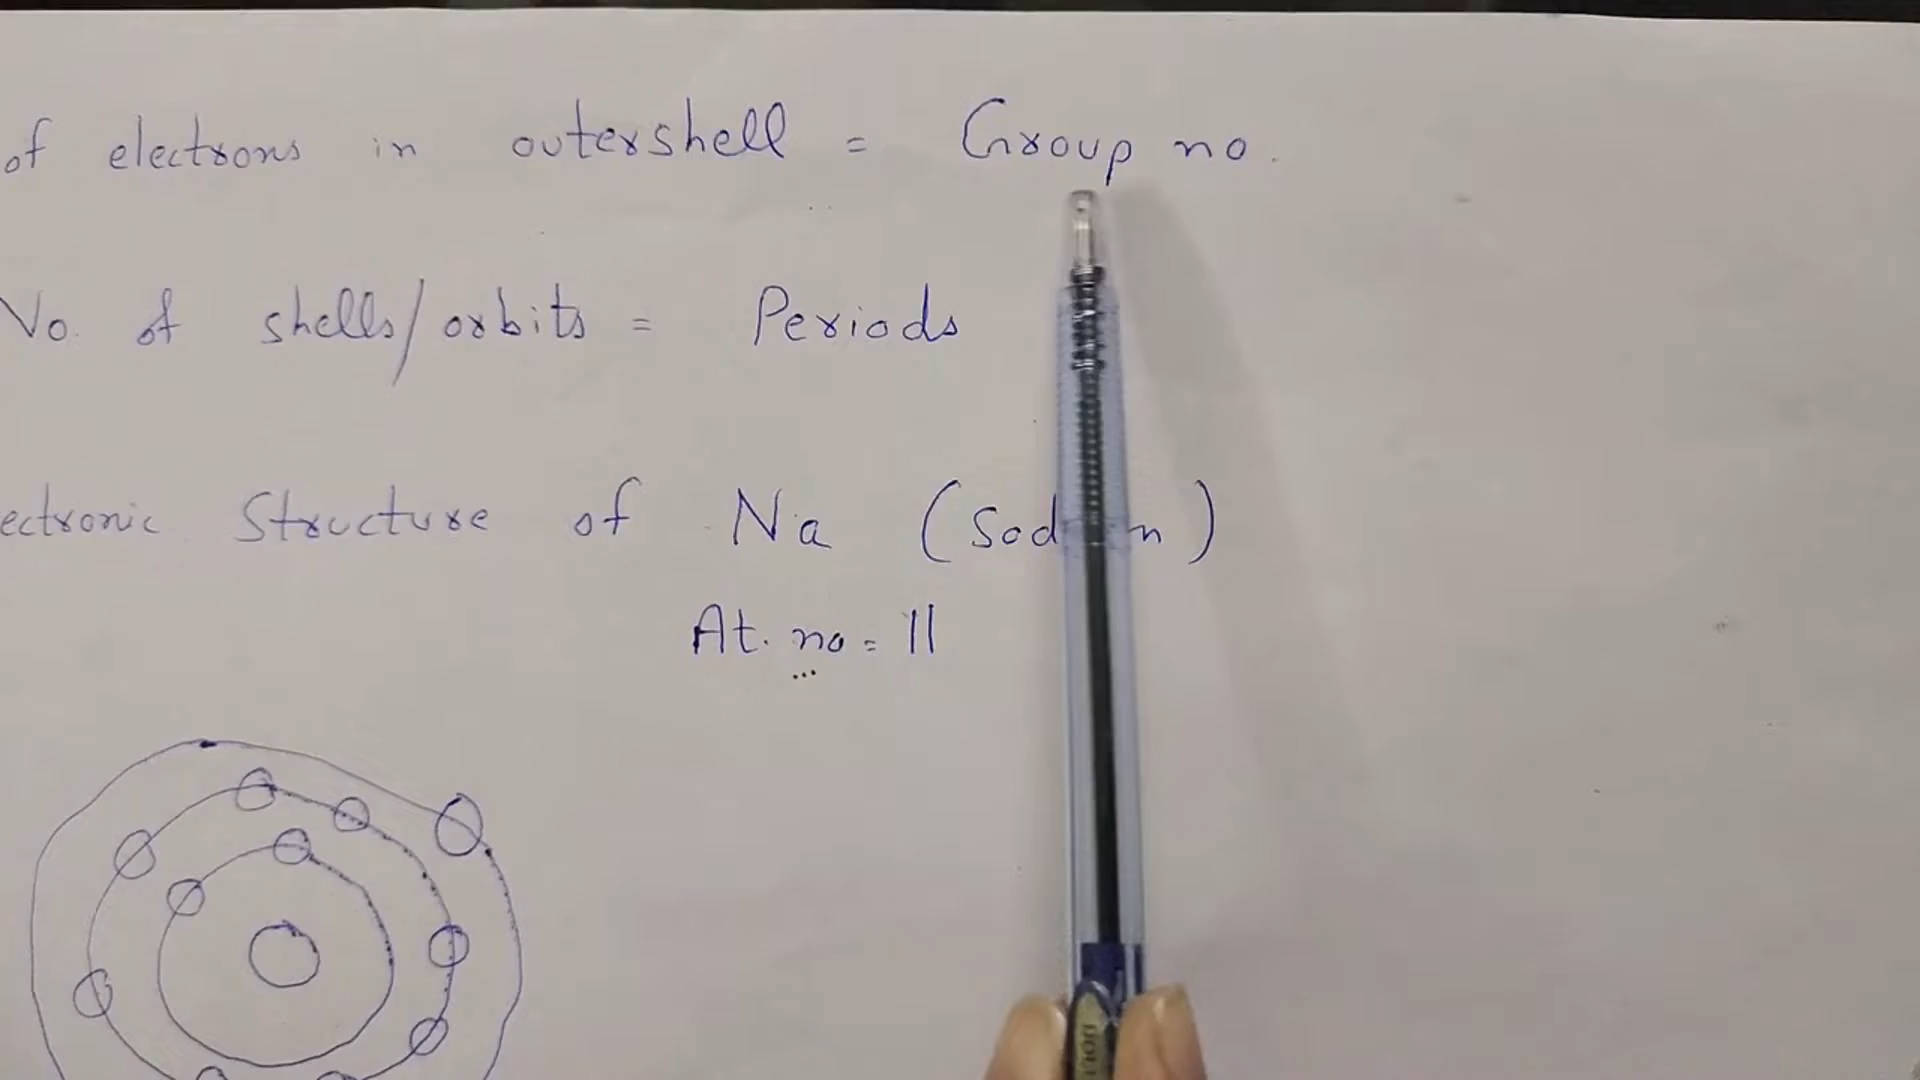 of electrons in outershell = Group no.
No. of shells/orbits = Periods
ectronic Structure of Na (Sod m)
At. no = 11